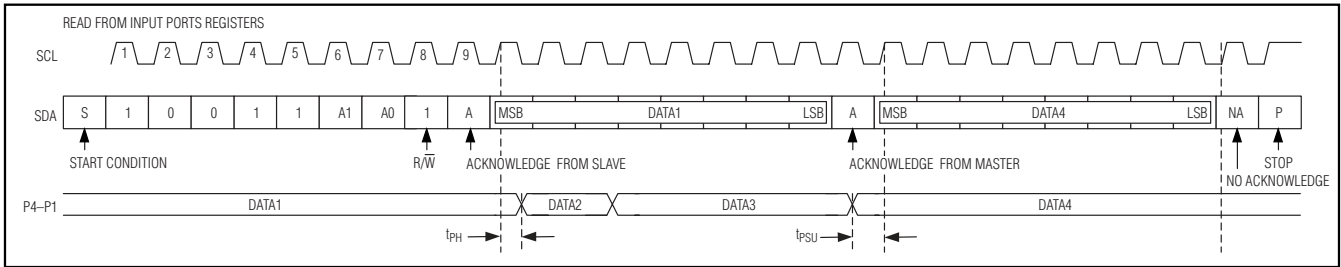 READ FROM INPUT PORTS REGISTERS
SCL 1 2 3 4 5 6 7 8 9
SDA S 1 0 0 1 1 A1 A0 1 A MSB DATA1 LSB A MSB DATA4 LSB NA P
START CONDITION R/W̅ ACKNOWLEDGE FROM SLAVE ACKNOWLEDGE FROM MASTER STOP
NO ACKNOWLEDGE
P4–P1 DATA1 DATA2 DATA3 DATA4
tPH tPSU